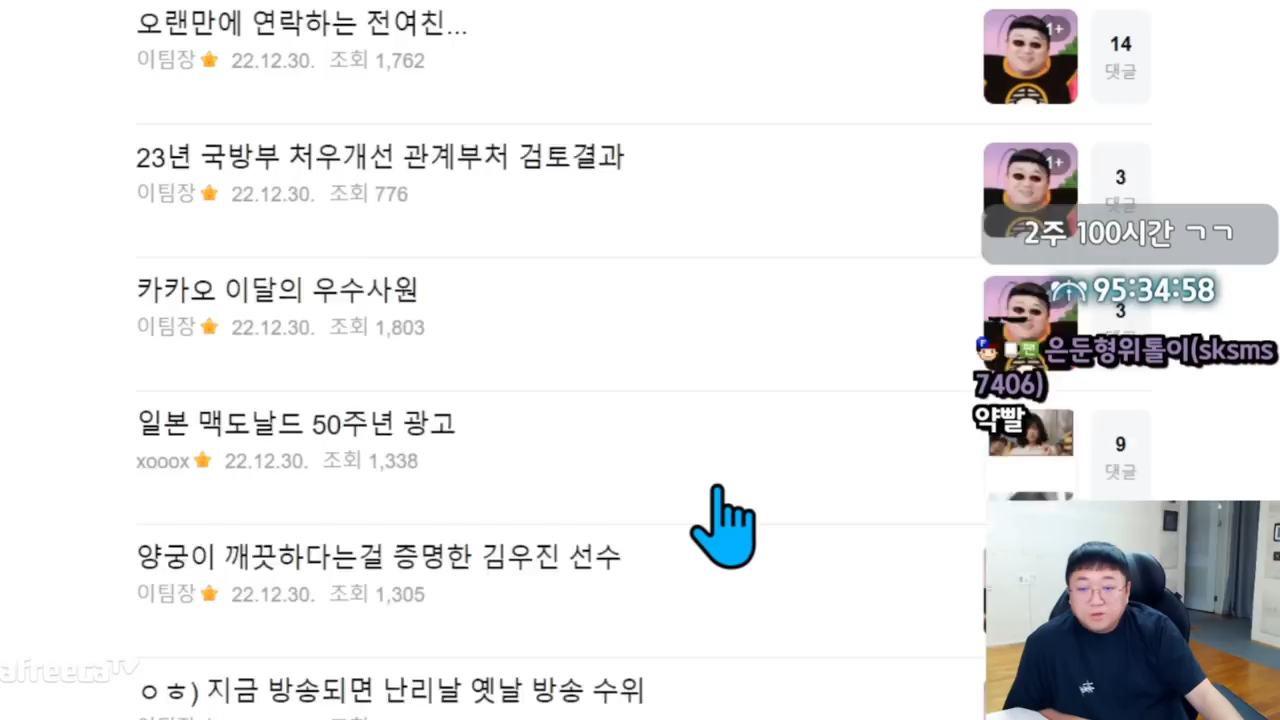 오랜만에 연락하는 전여친...
이팀장 22.12.30. 조회 1,762
1+
14
댓글
23년 국방부 처우개선 관계부처 검토결과
이팀장 22.12.30. 조회 776
1+
3
댓글
2주 100시간 ㄱㄱ
95:34:58
카카오 이달의 우수사원
이팀장 22.12.30. 조회 1,803
3
은둔형위톨이(sksms
7406)
약빨
일본 맥도날드 50주년 광고
xooox 22.12.30. 조회 1,338
9
댓글
양궁이 깨끗하다는걸 증명한 김우진 선수
이팀장 22.12.30. 조회 1,305
afreecaTV
ㅇㅎ) 지금 방송되면 난리날 옛날 방송 수위